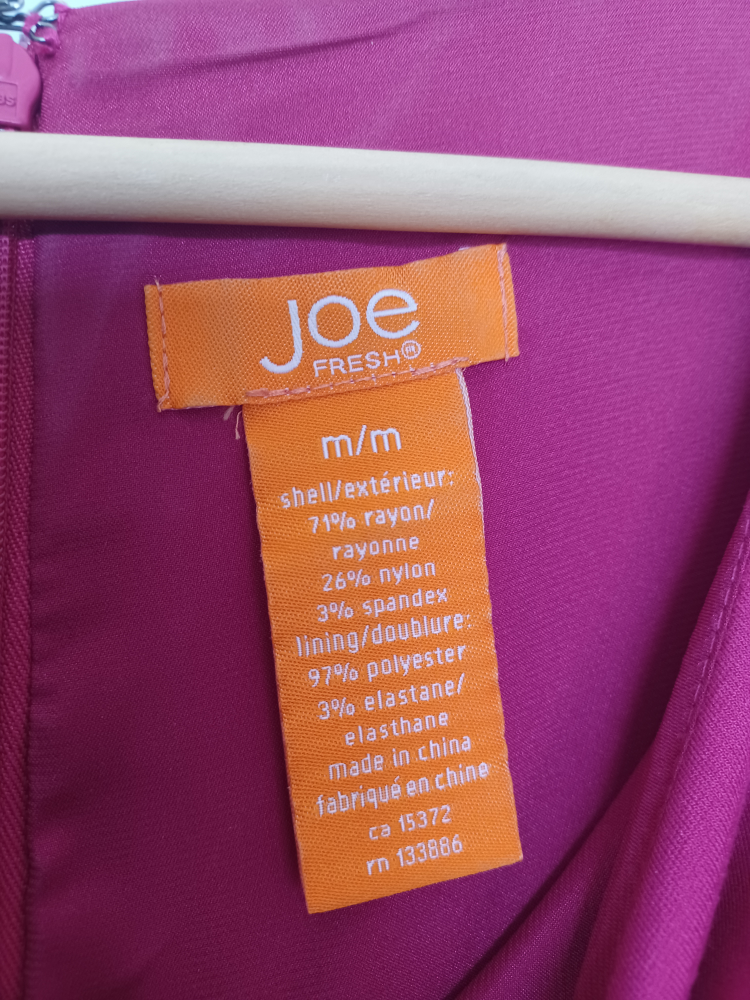 Joe
FRESH
m/m
shell/extérieur:
71% rayon/
rayonne
26% nylon
3% spandex
lining/doublure:
97% polyester
3% elastane/
elasthane
made in china
fabriqué en chine
ca 15372
rn 133886